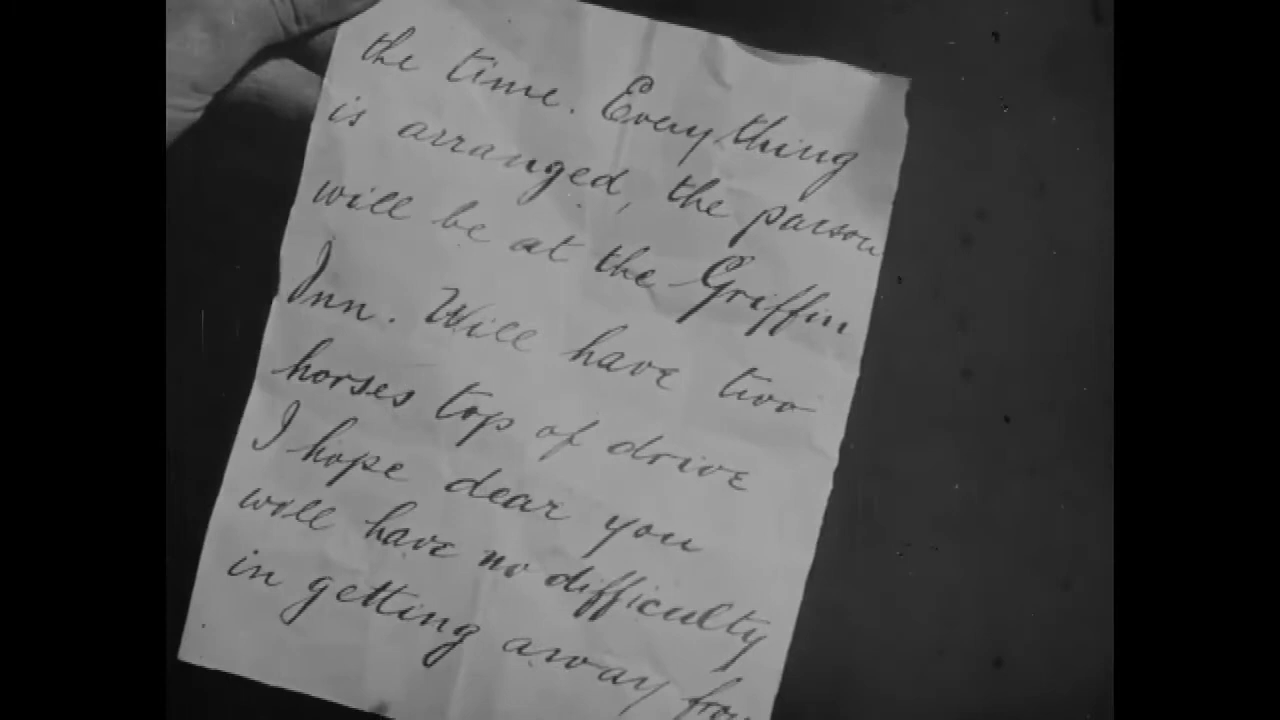 the time. Everything
is arranged, the parson
will be at the Griffin
Inn. Will have two
horses top of drive
I hope dear you
will have no difficulty
in getting away from